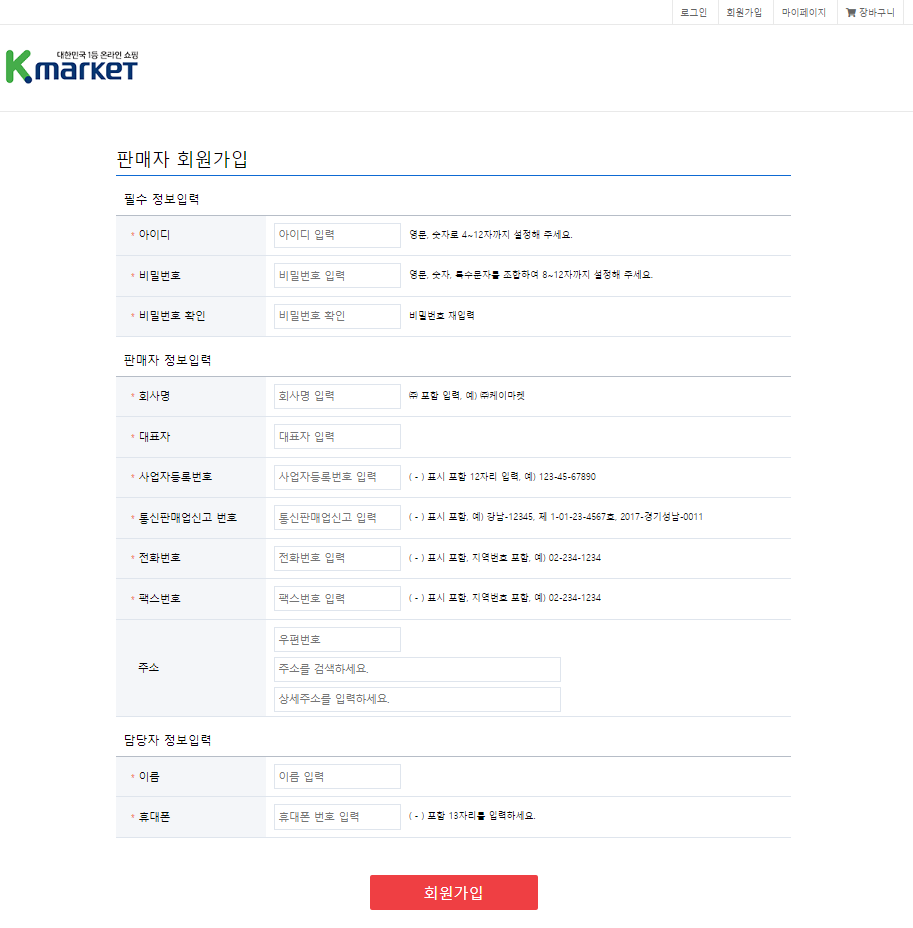 로그인 회원가입 마이페이지 장바구니
대한민국 1등 온라인 쇼핑
Kmarket
판매자 회원가입
필수 정보입력
* 아이디 아이디 입력 영문, 숫자로 4~12자까지 설정해 주세요.
* 비밀번호 비밀번호 입력 영문, 숫자, 특수문자를 조합하여 8~12자까지 설정해 주세요.
* 비밀번호 확인 비밀번호 확인 비밀번호 재입력
판매자 정보입력
* 회사명 회사명 입력 ㈜ 포함 입력, 예) ㈜케이마켓
* 대표자 대표자 입력
* 사업자등록번호 사업자등록번호 입력 ( - ) 표시 포함 12자리 입력, 예) 123-45-67890
* 통신판매업신고 번호 통신판매업신고 입력 ( - ) 표시 포함, 예) 강남-12345, 제 1-01-23-4567호, 2017-경기성남-0011
* 전화번호 전화번호 입력 ( - ) 표시 포함, 지역번호 포함, 예) 02-234-1234
* 팩스번호 팩스번호 입력 ( - ) 표시 포함, 지역번호 포함, 예) 02-234-1234
우편번호
주소 주소를 검색하세요.
상세주소를 입력하세요.
담당자 정보입력
* 이름 이름 입력
* 휴대폰 휴대폰 번호 입력 ( - ) 포함 13자리를 입력하세요.
회원가입